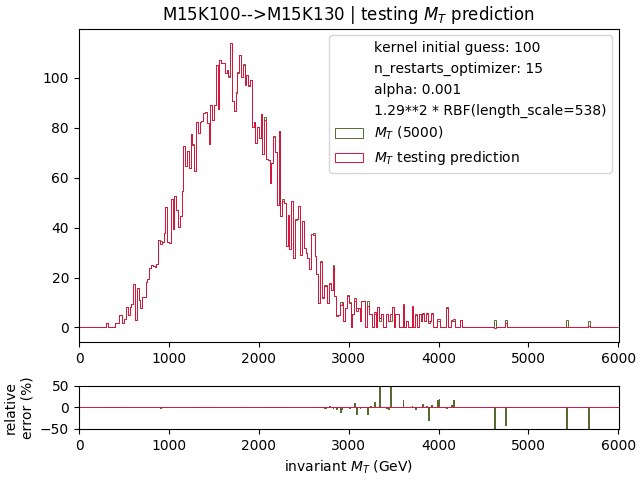 M15K100-->M15K130 | testing M_T prediction
kernel initial guess: 100
n_restarts_optimizer: 15
alpha: 0.001
1.29**2 * RBF(length_scale=538)
M_T (5000)
M_T testing prediction
100
80
60
40
20
0
0 1000 2000 3000 4000 5000 6000
relative
error (%)
50
0
−50
0 1000 2000 3000 4000 5000 6000
invariant M_T (GeV)